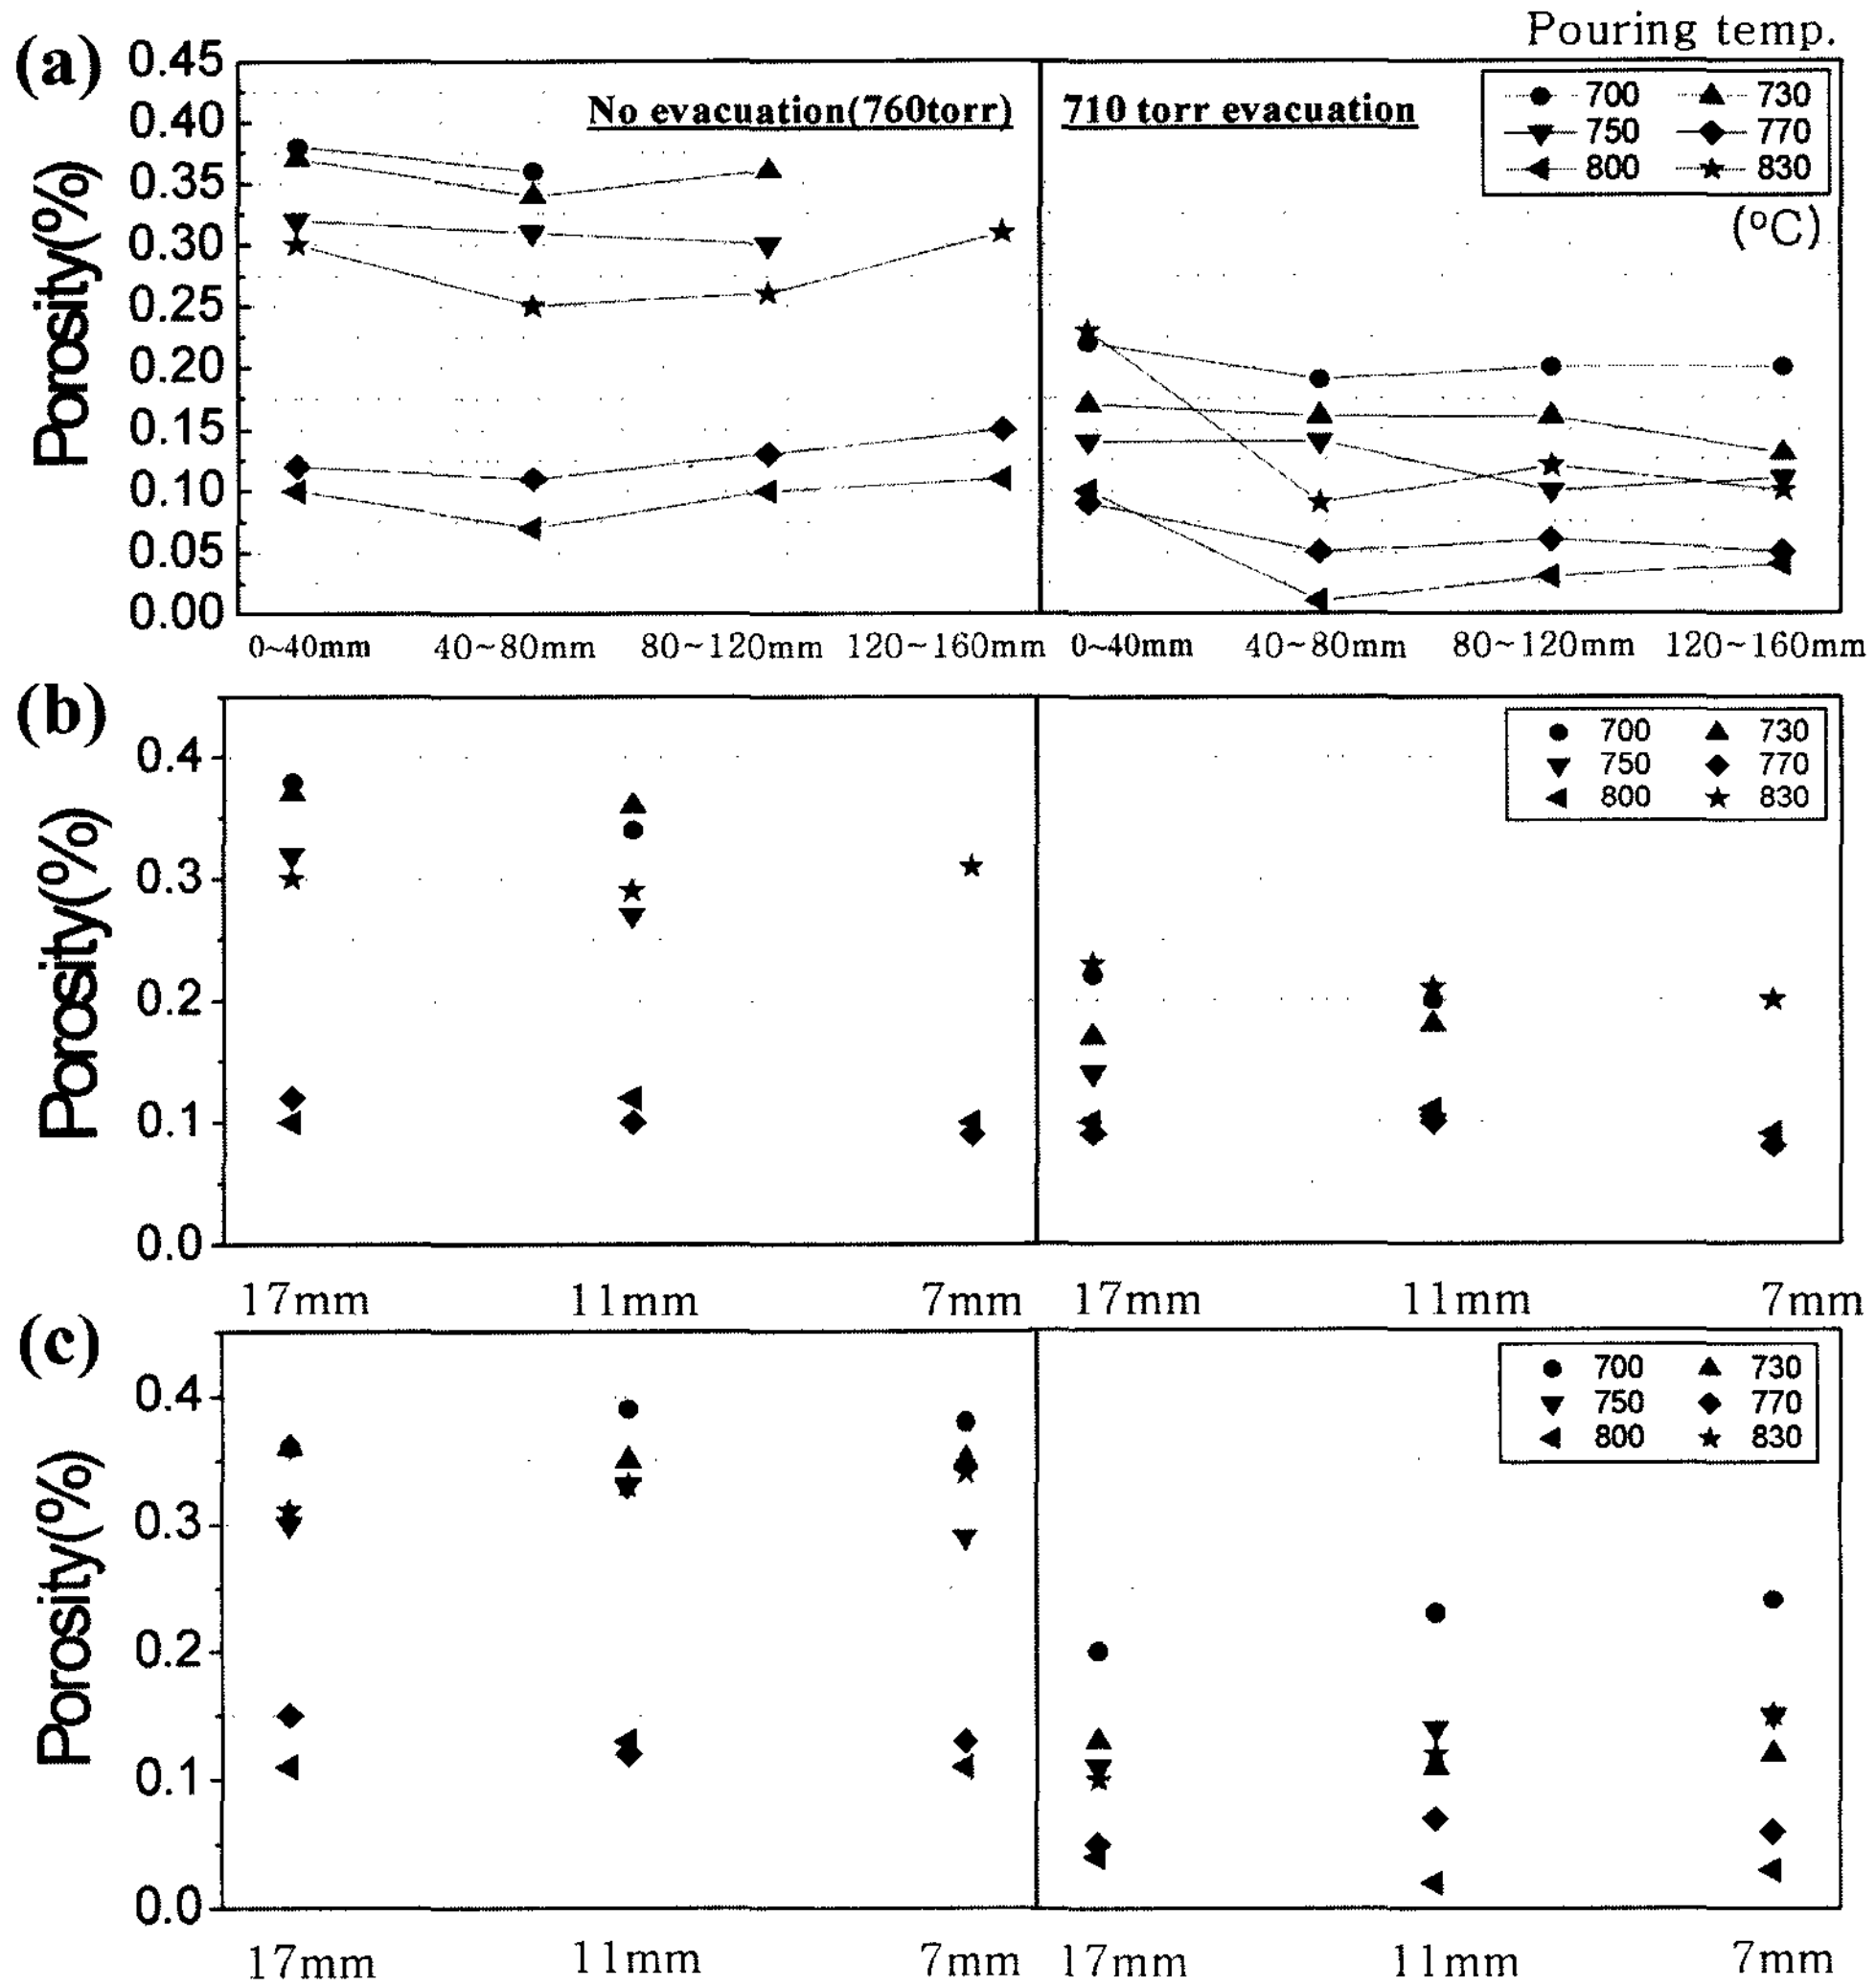 Pouring temp.
(a)
Porosity(%)
0.45
0.40
0.35
0.30
0.25
0.20
0.15
0.10
0.05
0.00
No evacuation(760torr)
710 torr evacuation
700 730
750 770
800 830
(°C)
0~40mm 40~80mm 80~120mm 120~160mm 0~40mm 40~80mm 80~120mm 120~160mm
(b)
Porosity(%)
0.4
0.3
0.2
0.1
0.0
700 730
750 770
800 830
17mm 11mm 7mm 17mm 11mm 7mm
(c)
Porosity(%)
0.4
0.3
0.2
0.1
0.0
700 730
750 770
800 830
17mm 11mm 7mm 17mm 11mm 7mm